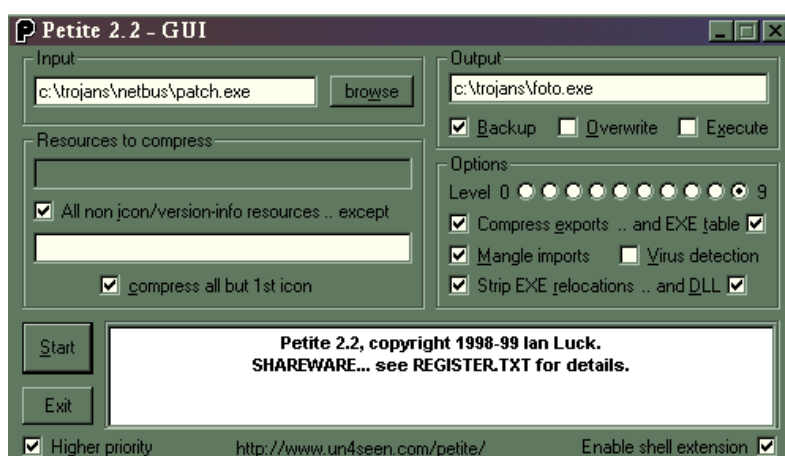 Petite 2.2 - GUI
Input
c:\trojans\netbus\patch.exe
browse
Output
c:\trojans\foto.exe
Backup Overwrite Execute
Resources to compress
All non icon/version-info resources .. except
compress all but 1st icon
Options
Level 0 9
Compress exports .. and EXE table
Mangle imports Virus detection
Strip EXE relocations .. and DLL
Start
Exit
Petite 2.2, copyright 1998-99 Ian Luck.
SHAREWARE... see REGISTER.TXT for details.
Higher priority
http://www.un4seen.com/petite/
Enable shell extension